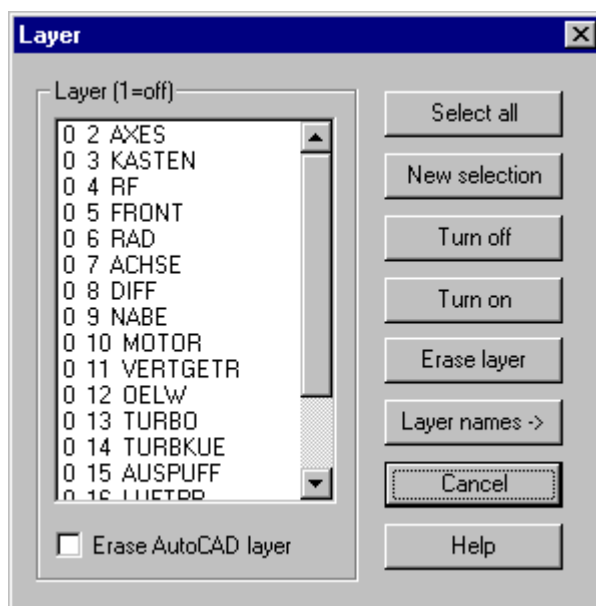 Layer
Layer (1=off)
0 2 AXES
0 3 KASTEN
0 4 RF
0 5 FRONT
0 6 RAD
0 7 ACHSE
0 8 DIFF
0 9 NABE
0 10 MOTOR
0 11 VERTGETR
0 12 OELW
0 13 TURBO
0 14 TURBKUE
0 15 AUSPUFF
0 16
Erase AutoCAD layer
Select all
New selection
Turn off
Turn on
Erase layer
Layer names ->
Cancel
Help